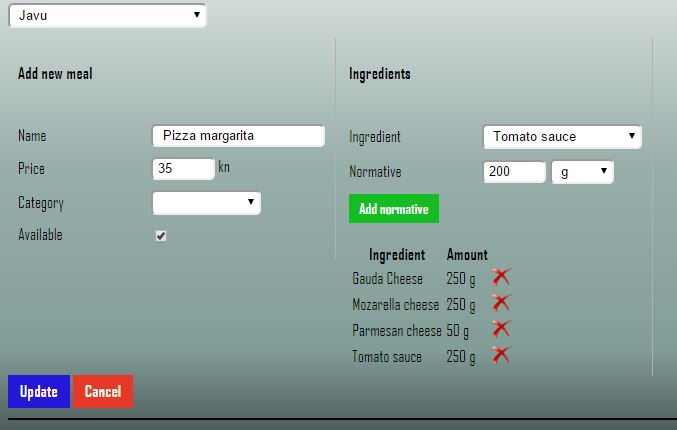 Javu
Add new meal
Name Pizza margarita
Price 35 kn
Category
Available
Ingredients
Ingredient Tomato sauce
Normative 200 g
Add normative
Ingredient Amount
Gauda Cheese 250 g
Mozarella cheese 250 g
Parmesan cheese 50 g
Tomato sauce 250 g
Update Cancel